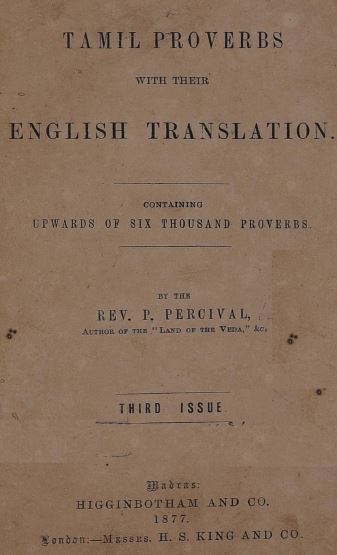 TAMIL PROVERBS
WITH THEIR
ENGLISH TRANSLATION.
CONTAINING
UPWARDS OF SIX THOUSAND PROVERBS.
BY THE
REV. P. PERCIVAL,
AUTHOR OF THE "LAND OF THE VEDA," &c.
THIRD ISSUE
Madras:
HIGGINBOTHAM AND CO.
1877.
London:—MESSRS. H. S. KING AND CO.